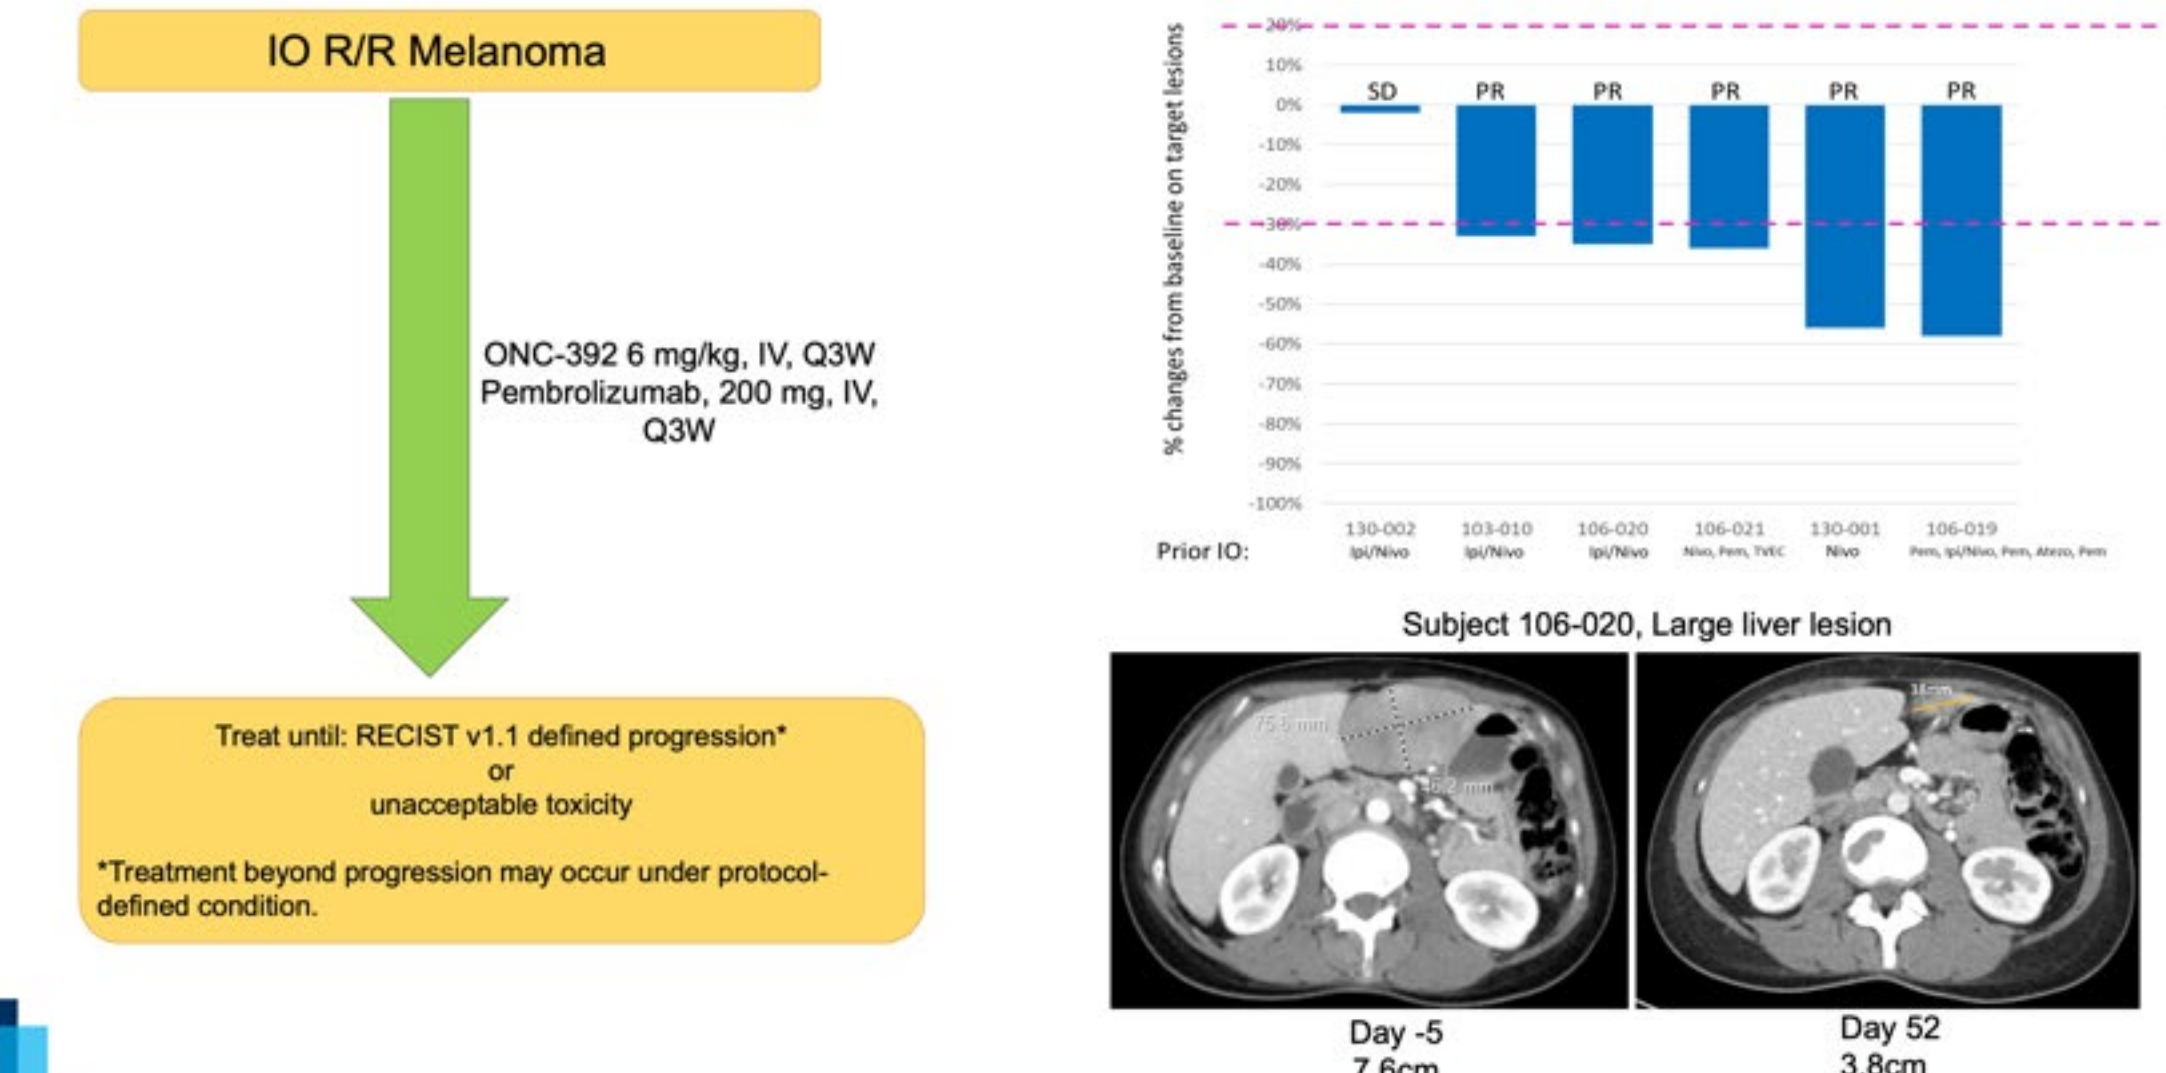 IO R/R Melanoma
ONC-392 6 mg/kg, IV, Q3W
Pembrolizumab, 200 mg, IV,
Q3W
Treat until: RECIST v1.1 defined progression*
or
unacceptable toxicity
*Treatment beyond progression may occur under protocol-
defined condition.
% changes from baseline on target lesions
20%
10%
0%
-10%
-20%
-30%
-40%
-50%
-60%
-70%
-80%
-90%
-100%
SD PR PR PR PR PR
130-002 103-010 106-020 106-021 130-001 106-019
Prior IO: Ipi/Nivo Ipi/Nivo Ipi/Nivo Nivo, Pem, TVEC Nivo Pem, Ipi/Nivo, Pem, Atezo, Pem
Subject 106-020, Large liver lesion
75.6 mm
mm
38mm
Day -5
7.6cm
Day 52
3.8cm